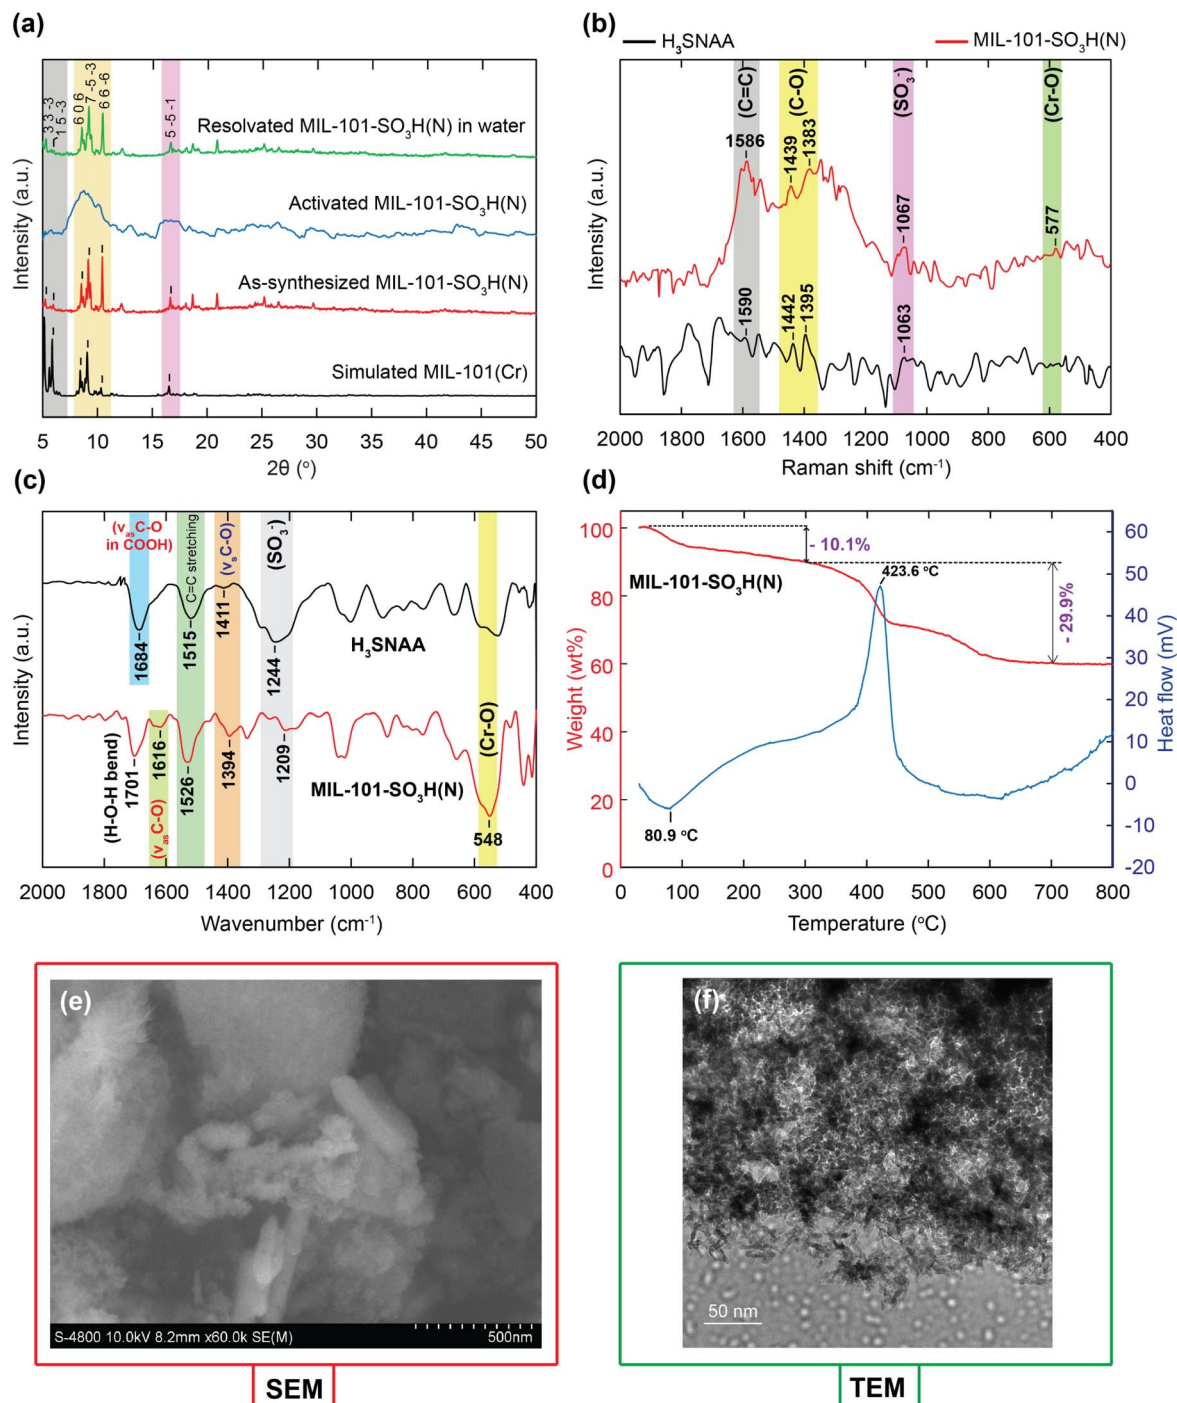 (a)
3 3 -3
1 5 -3
6 0 6
7 -5 -3
6 6 -6
5 -5 -1
Resolvated MIL-101-SO₃H(N) in water
Activated MIL-101-SO₃H(N)
As-synthesized MIL-101-SO₃H(N)
Simulated MIL-101(Cr)
Intensity (a.u.)
5 10 15 20 25 30 35 40 45 50
2θ (°)
(b)
H₃SNAA
MIL-101-SO₃H(N)
(C=C)
(C-O)
(SO₃⁻)
(Cr-O)
1586
1439
1383
1067
577
1590
1442
1395
1063
Intensity (a.u.)
2000 1800 1600 1400 1200 1000 800 600 400
Raman shift (cm⁻¹)
(c)
(vₐₛC-O
in COOH)
C=C stretching
(vₛC-O)
(SO₃⁻)
1684
1515
1411
1244
H₃SNAA
(H-O-H bend)
1701
1616
(vₐₛC-O)
1526
1394
1209
(Cr-O)
548
MIL-101-SO₃H(N)
Intensity (a.u.)
2000 1800 1600 1400 1200 1000 800 600 400
Wavenumber (cm⁻¹)
(d)
100
80
60
40
20
0
Weight (wt%)
- 10.1%
423.6 °C
- 29.9%
MIL-101-SO₃H(N)
80.9 °C
60
50
40
30
20
10
0
-10
-20
Heat flow (mV)
0 100 200 300 400 500 600 700 800
Temperature (°C)
(e)
S-4800 10.0kV 8.2mm x60.0k SE(M)
500nm
SEM
(f)
50 nm
TEM